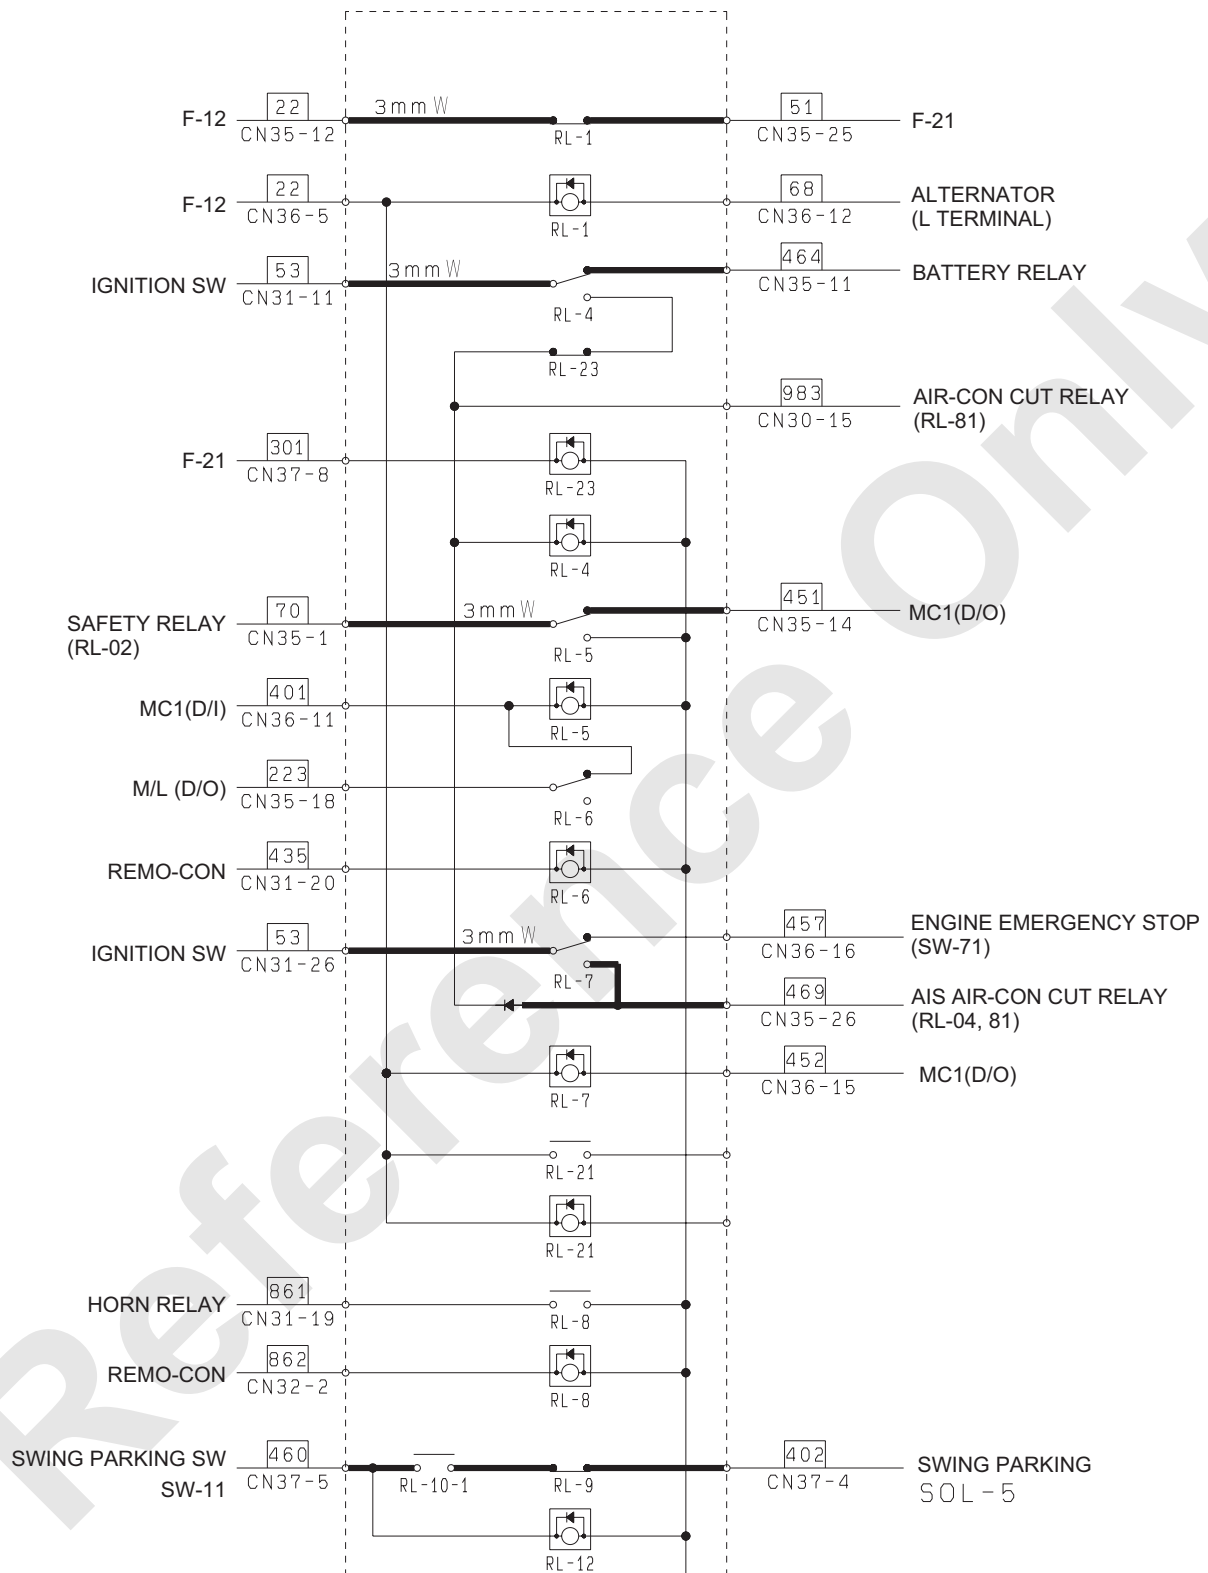 3mmW
F-12 22 CN35-12 RL-1 51 CN35-25 F-21
F-12 22 CN36-5 RL-1 68 CN36-12 ALTERNATOR
(L TERMINAL)
IGNITION SW 53 CN31-11 3mmW RL-4 464 CN35-11 BATTERY RELAY
RL-23
983 CN30-15 AIR-CON CUT RELAY
(RL-81)
F-21 301 CN37-8 RL-23
RL-4
SAFETY RELAY
(RL-02) 70 CN35-1 3mmW RL-5 451 CN35-14 MC1(D/O)
MC1(D/I) 401 CN36-11 RL-5
M/L (D/O) 223 CN35-18 RL-6
REMO-CON 435 CN31-20 RL-6
IGNITION SW 53 CN31-26 3mmW RL-7 457 CN36-16 ENGINE EMERGENCY STOP
(SW-71)
469 CN35-26 AIS AIR-CON CUT RELAY
(RL-04, 81)
RL-7 452 CN36-15 MC1(D/O)
RL-21
RL-21
HORN RELAY 861 CN31-19 RL-8
REMO-CON 862 CN32-2 RL-8
SWING PARKING SW
SW-11 460 CN37-5 RL-10-1 RL-9 402 CN37-4 SWING PARKING
SOL-5
RL-12
Reference Only